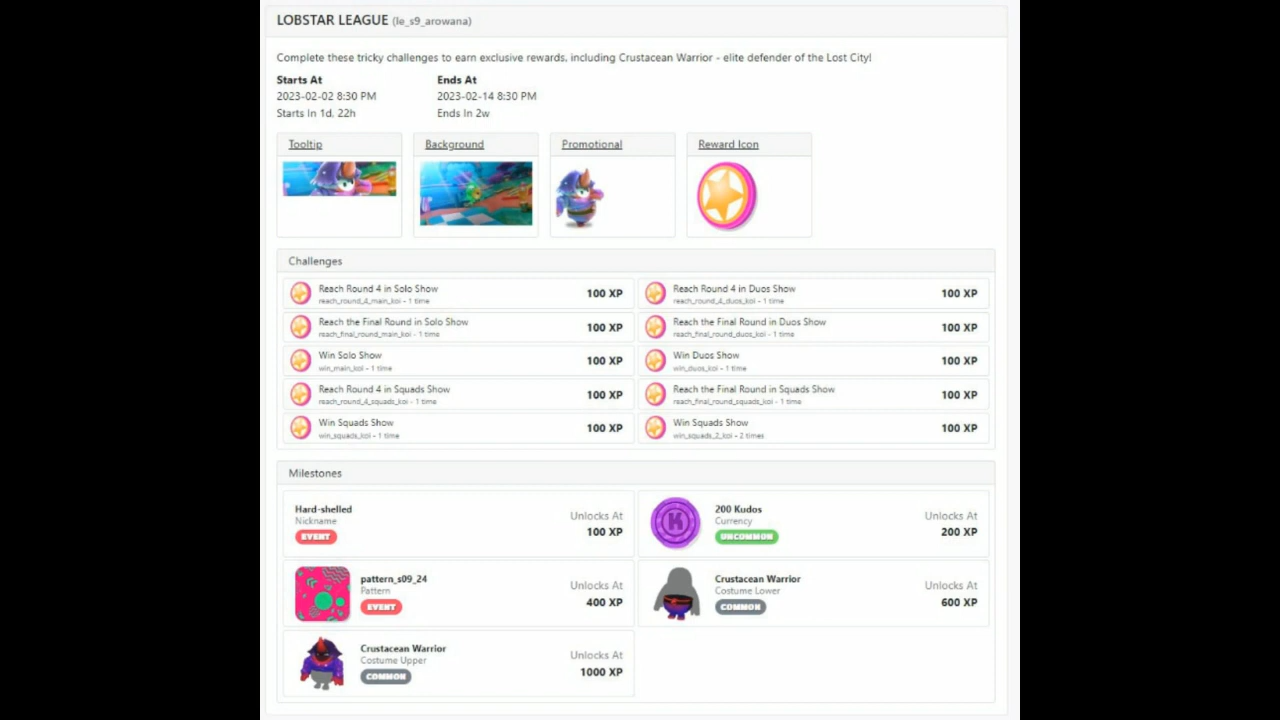 LOBSTAR LEAGUE (le_s9_arowana)
Complete these tricky challenges to earn exclusive rewards, including Crustacean Warrior - elite defender of the Lost City!
Starts At
Ends At
2023-02-02 8:30 PM
2023-02-14 8:30 PM
Starts In 1d, 22h
Ends In 2w
Tooltip
Background
Promotional
Reward Icon
Challenges
Reach Round 4 in Solo Show
reach_round_4_main_koi - 1 time
100 XP
Reach Round 4 in Duos Show
reach_round_4_duos_koi - 1 time
100 XP
Reach the Final Round in Solo Show
reach_final_round_main_koi - 1 time
100 XP
Reach the Final Round in Duos Show
reach_final_round_duos_koi - 1 time
100 XP
Win Solo Show
win_main_koi - 1 time
100 XP
Win Duos Show
win_duos_koi - 1 time
100 XP
Reach Round 4 in Squads Show
reach_round_4_squads_koi - 1 time
100 XP
Reach the Final Round in Squads Show
reach_final_round_squads_koi - 1 time
100 XP
Win Squads Show
win_squads_koi - 1 time
100 XP
Win Squads Show
win_squads_2_koi - 2 times
100 XP
Milestones
Hard-shelled
Nickname
EVENT
Unlocks At
100 XP
K
200 Kudos
Currency
UNCOMMON
Unlocks At
200 XP
pattern_s09_24
Pattern
EVENT
Unlocks At
400 XP
Crustacean Warrior
Costume Lower
COMMON
Unlocks At
600 XP
Crustacean Warrior
Costume Upper
COMMON
Unlocks At
1000 XP